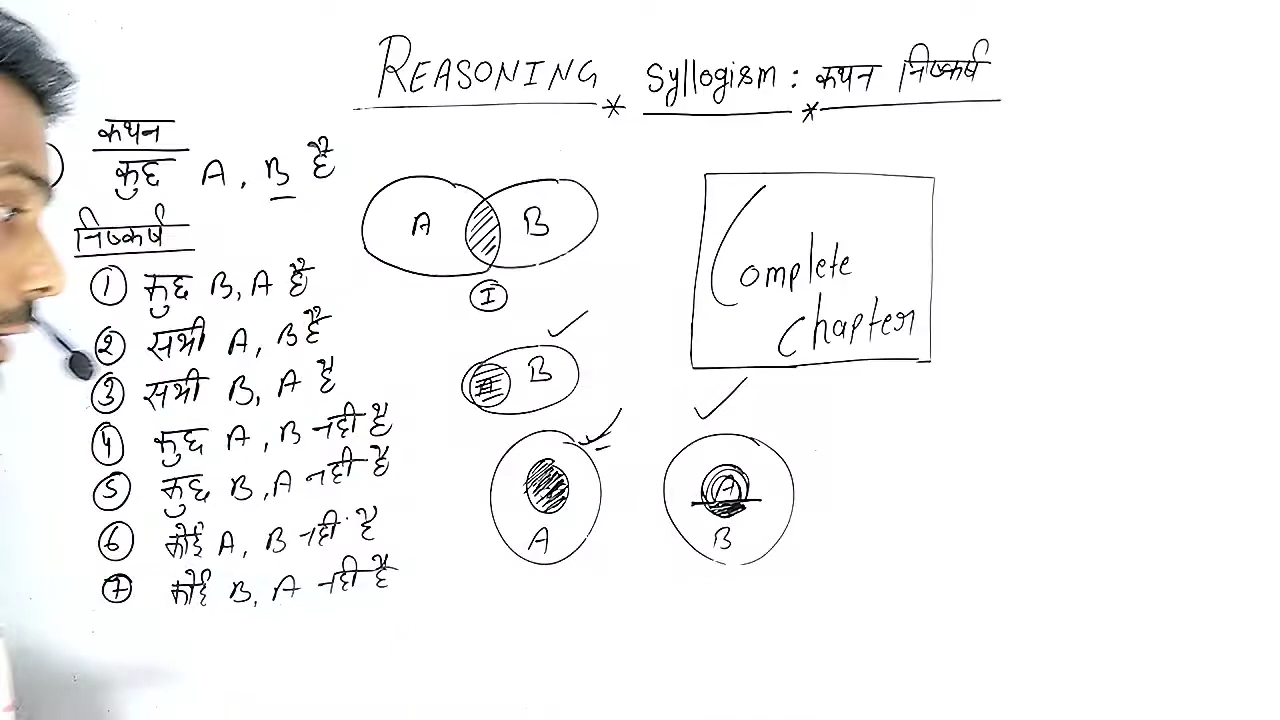 REASONING * Syllogism : * कथन निष्कर्ष
कथन
कुछ A, B है
निष्कर्ष
① कुछ B, A है
② सभी A, B है
③ सभी B, A है
④ कुछ A, B नही है
⑤ कुछ B, A नही है
⑥ कोई A, B नही है
⑦ कोई B, A नही है
A B
I
B
A
A
B
Complete
Chapter